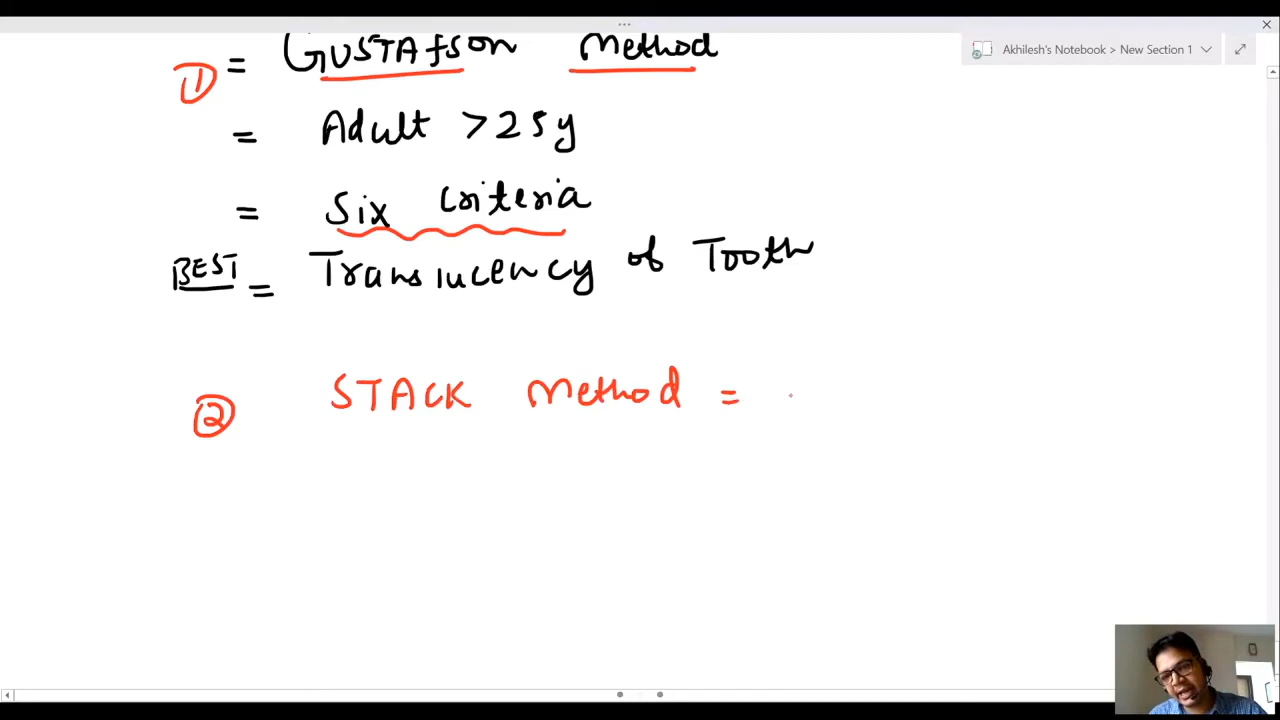 Akhilesh's Notebook > New Section 1
① = GUSTAfson Method
= Adult >25y
= Six Criteria
BEST = Translucency of Tooth
② STACK Method =